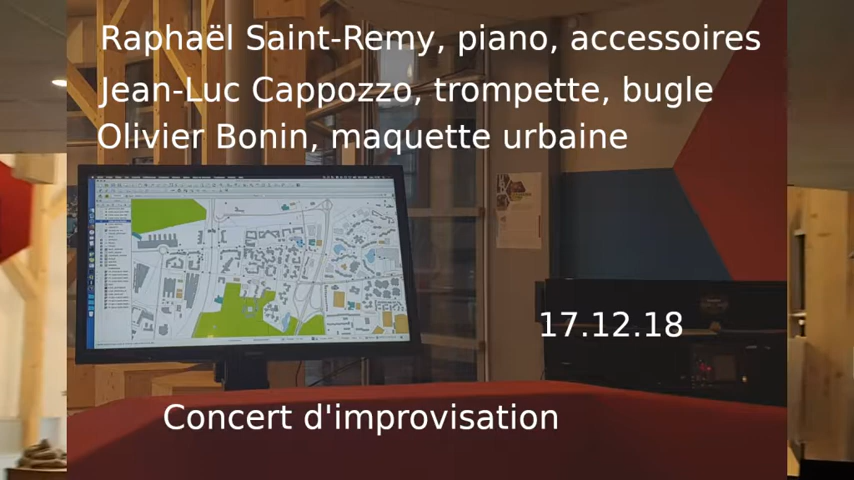 Raphaël Saint-Remy, piano, accessoires
Jean-Luc Cappozzo, trompette, bugle
Olivier Bonin, maquette urbaine
17.12.18
Concert d'improvisation